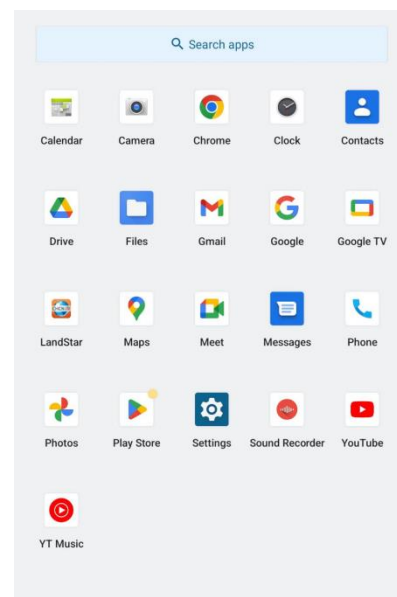 Search apps
Calendar Camera Chrome Clock Contacts
Drive Files Gmail Google Google TV
LandStar Maps Meet Messages Phone
Photos Play Store Settings Sound Recorder YouTube
YT Music